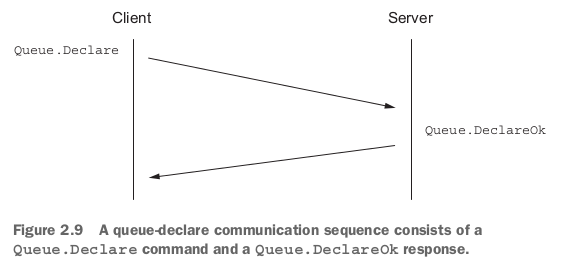 Client Server
Queue.Declare
Queue.DeclareOk
Figure 2.9 A queue-declare communication sequence consists of a
Queue.Declare command and a Queue.DeclareOk response.